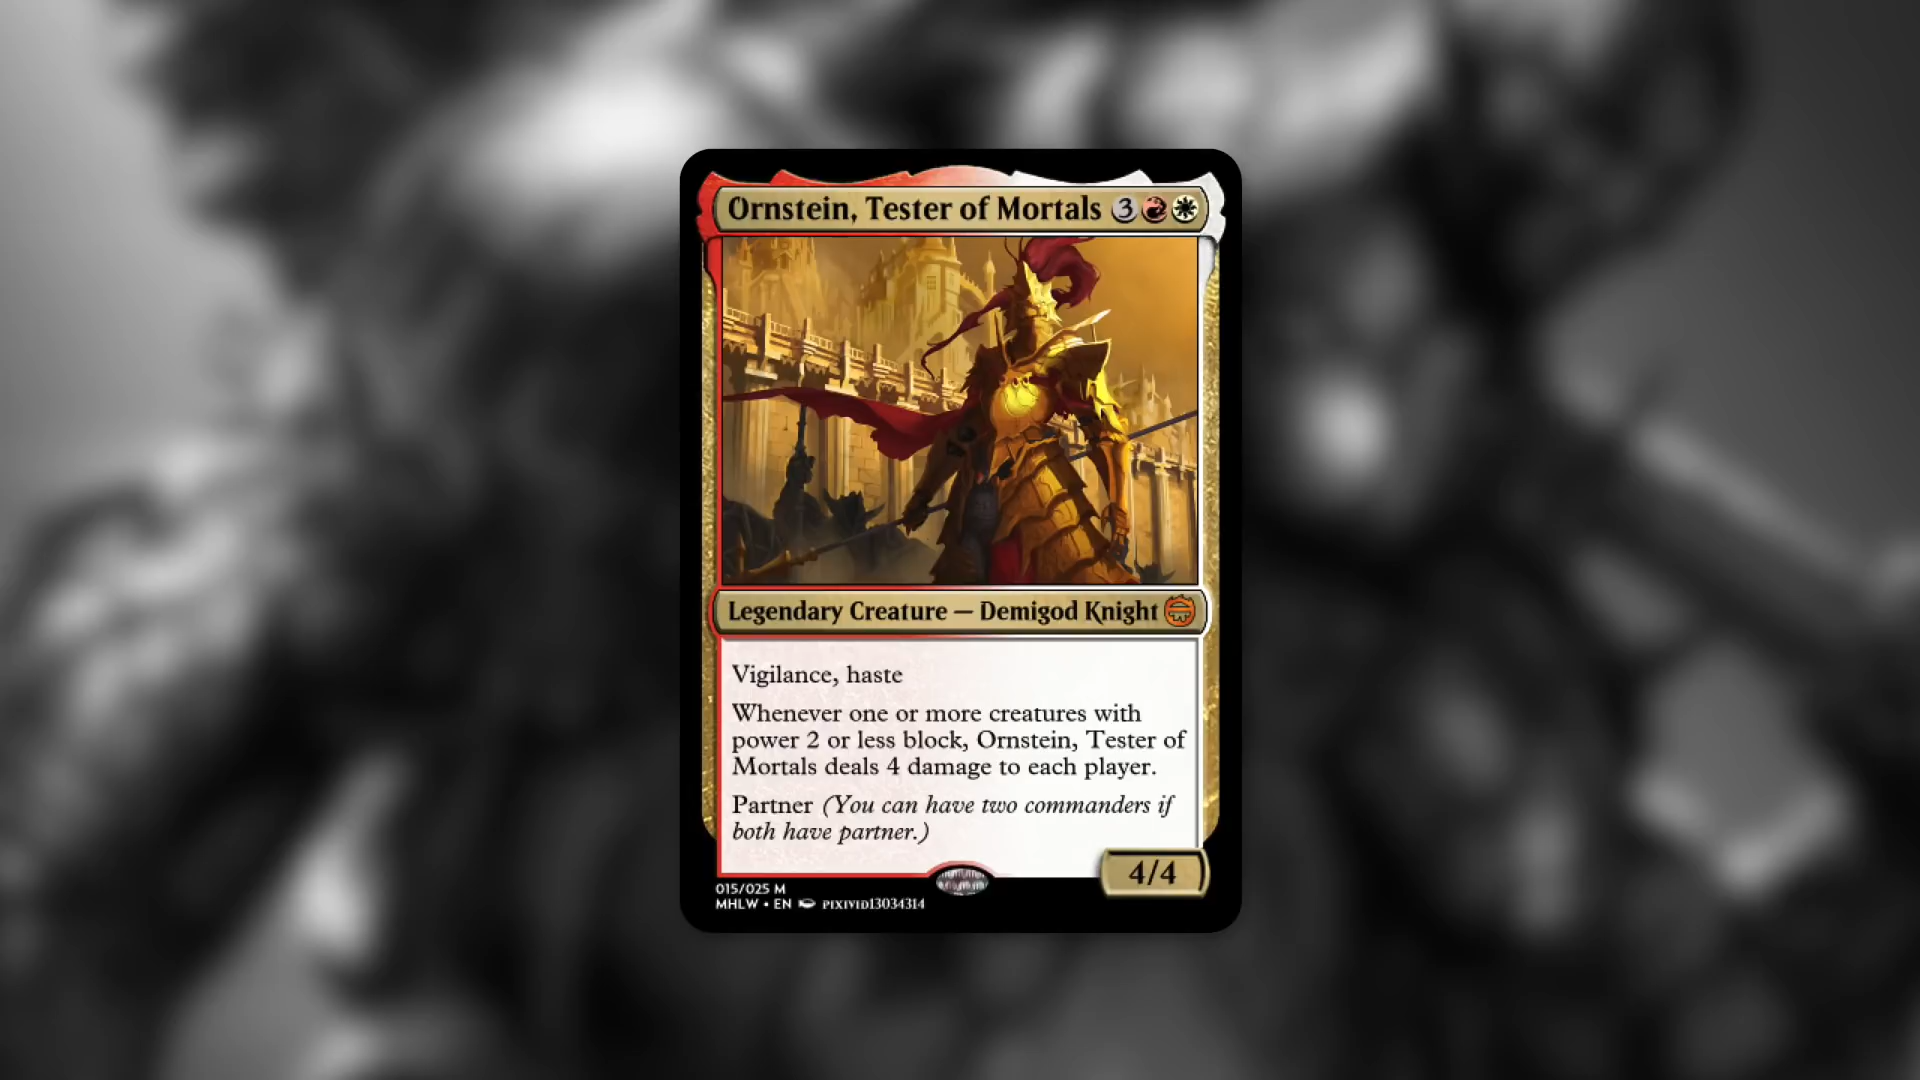 Ornstein, Tester of Mortals 3
Legendary Creature — Demigod Knight
Vigilance, haste
Whenever one or more creatures with
power 2 or less block, Ornstein, Tester of
Mortals deals 4 damage to each player.
Partner (You can have two commanders if
both have partner.)
4/4
015/025 M
MHLW • EN PIXIVID13034314